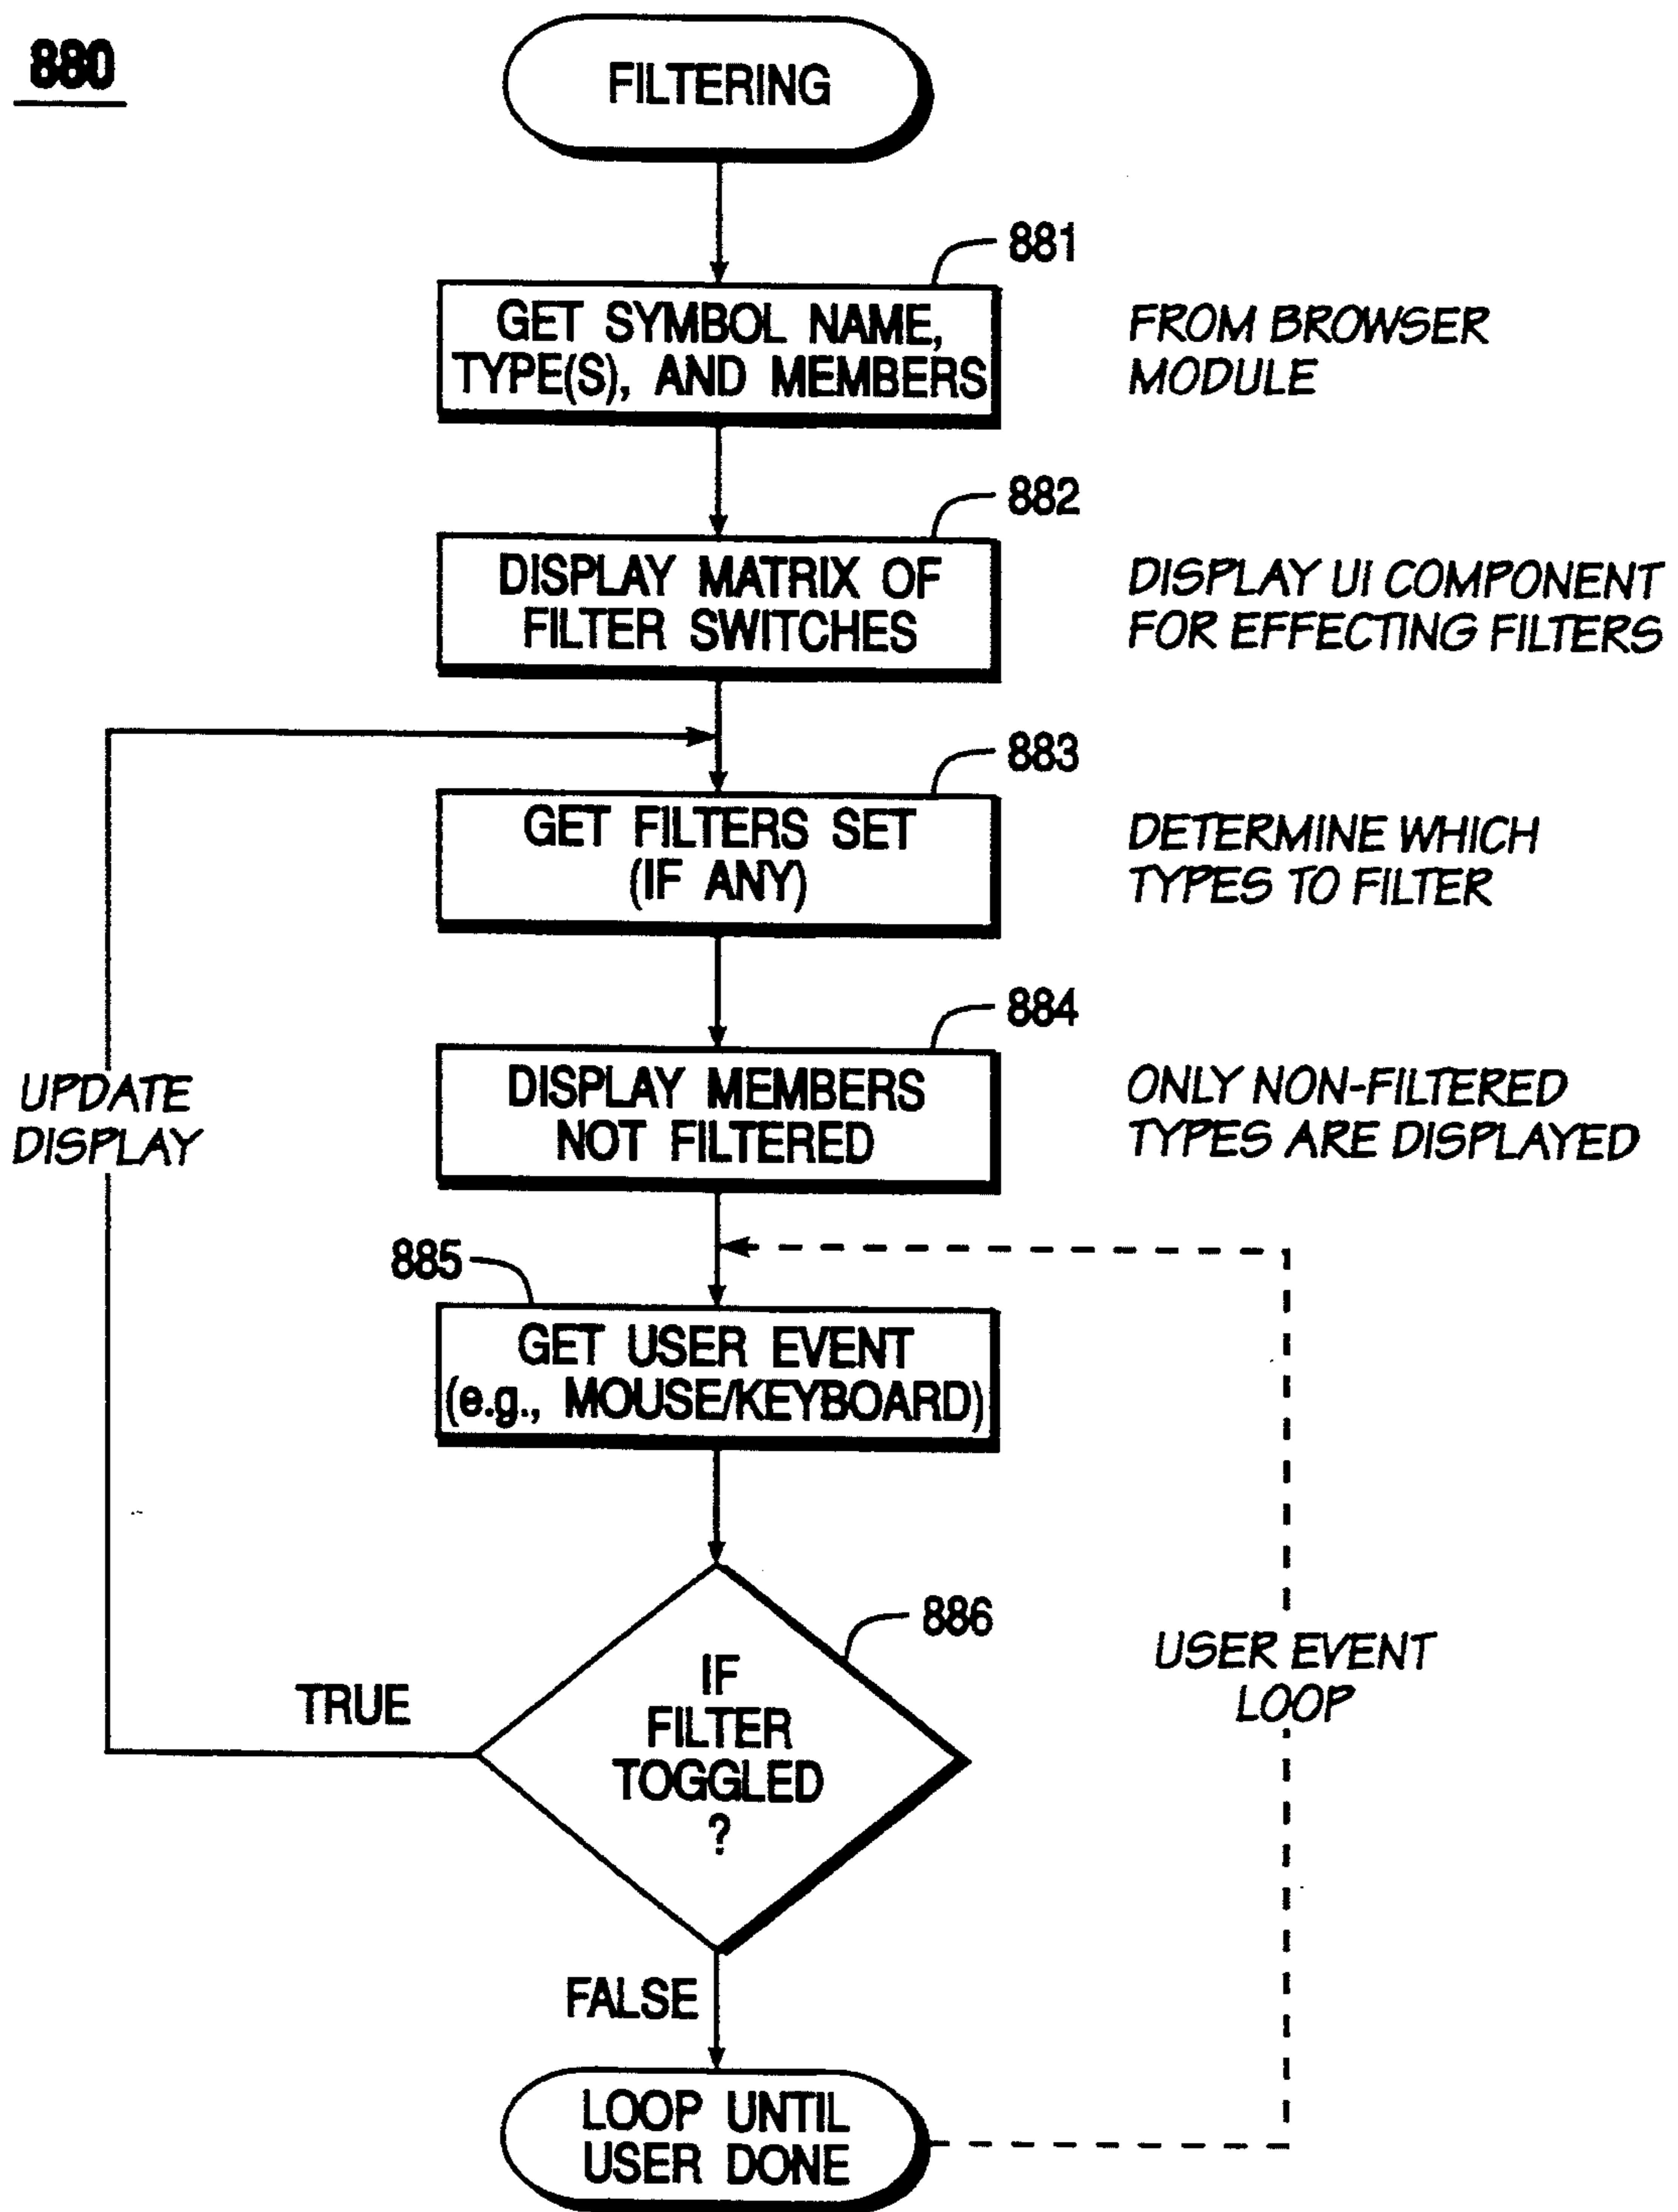 880
FILTERING
881
GET SYMBOL NAME,
TYPE(S), AND MEMBERS
FROM BROWSER
MODULE
882
DISPLAY MATRIX OF
FILTER SWITCHES
DISPLAY UI COMPONENT
FOR EFFECTING FILTERS
883
GET FILTERS SET
(IF ANY)
DETERMINE WHICH
TYPES TO FILTER
884
DISPLAY MEMBERS
NOT FILTERED
ONLY NON-FILTERED
TYPES ARE DISPLAYED
UPDATE
DISPLAY
885
GET USER EVENT
(e.g., MOUSE/KEYBOARD)
886
IF
FILTER
TOGGLED
?
TRUE
USER EVENT
LOOP
FALSE
LOOP UNTIL
USER DONE